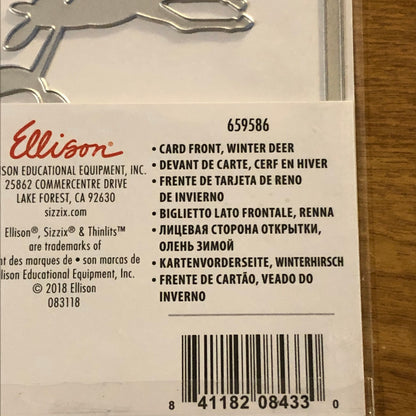 Ellison®
ISON EDUCATIONAL EQUIPMENT, INC.
25862 COMMERCENTRE DRIVE
LAKE FOREST, CA 92630
sizzix.com
Ellison®, Sizzix® & Thinlits™
are trademarks of
nt des marques de • son marcas de
llison Educational Equipment, Inc.
© 2018 Ellison
083118
659586
• CARD FRONT, WINTER DEER
• DEVANT DE CARTE, CERF EN HIVER
• FRENTE DE TARJETA DE RENO
DE INVIERNO
• BIGLIETTO LATO FRONTALE, RENNA
• ЛИЦЕВАЯ СТОРОНА ОТКРЫТКИ,
ОЛЕНЬ ЗИМОЙ
• KARTENVORDERSEITE, WINTERHIRSCH
• FRENTE DE CARTÃO, VEADO DO
INVERNO
8 41182 08433 0